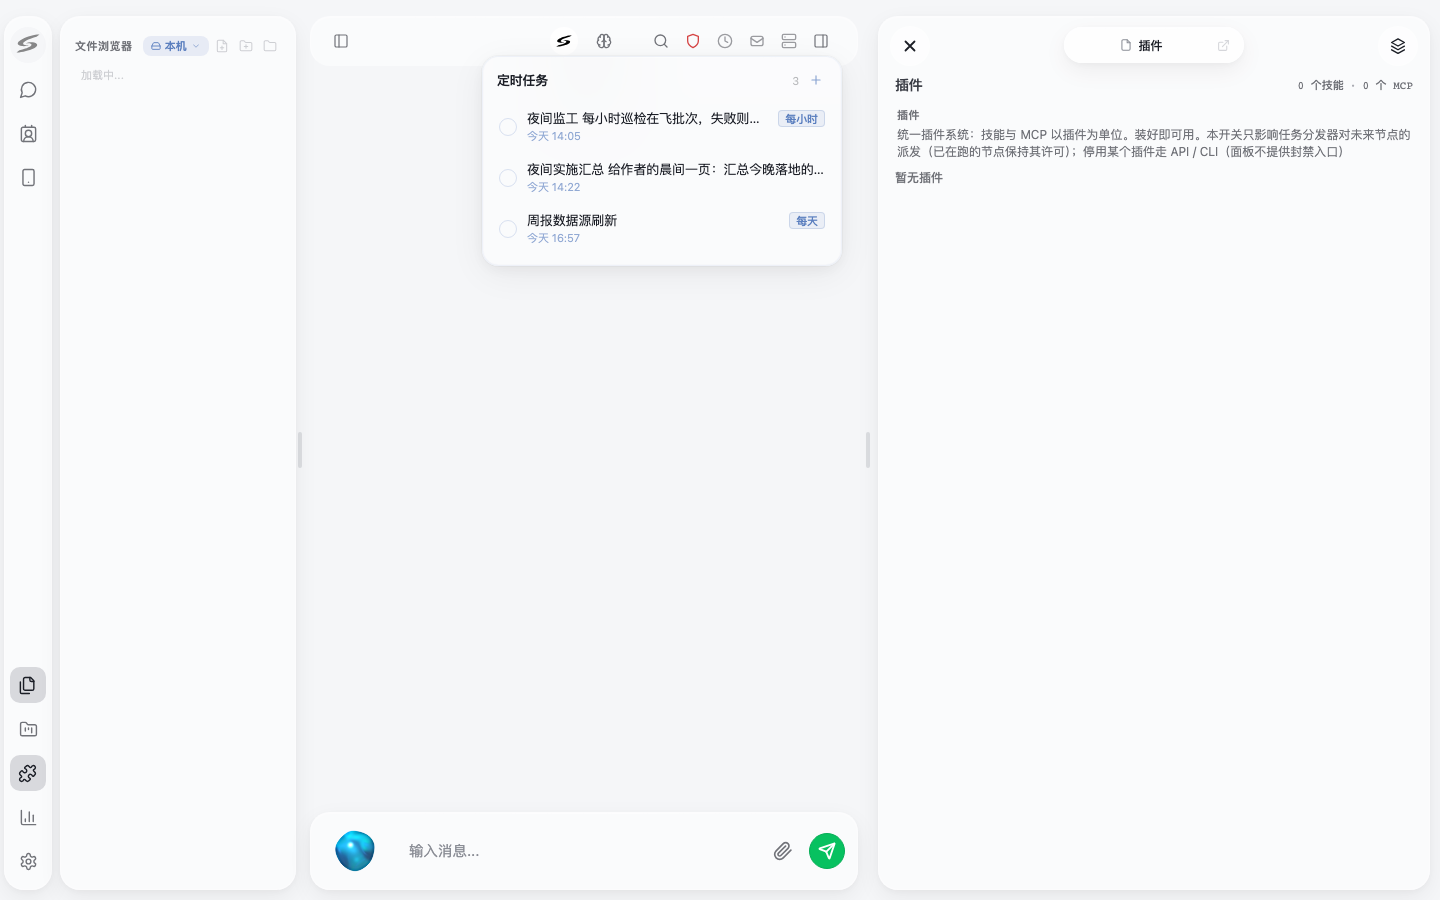 文件浏览器
本机
加载中...
定时任务
3
夜间监工 每小时巡检在飞批次，失败则...
每小时
今天 14:05
夜间实施汇总 给作者的晨间一页：汇总今晚落地的...
今天 14:22
周报数据源刷新
每天
今天 16:57
输入消息...
插件
插件
0 个技能 · 0 个 MCP
插件
统一插件系统：技能与 MCP 以插件为单位。装好即可用。本开关只影响任务分发器对未来节点的
派发（已在跑的节点保持其许可）；停用某个插件走 API / CLI（面板不提供封禁入口）
暂无插件